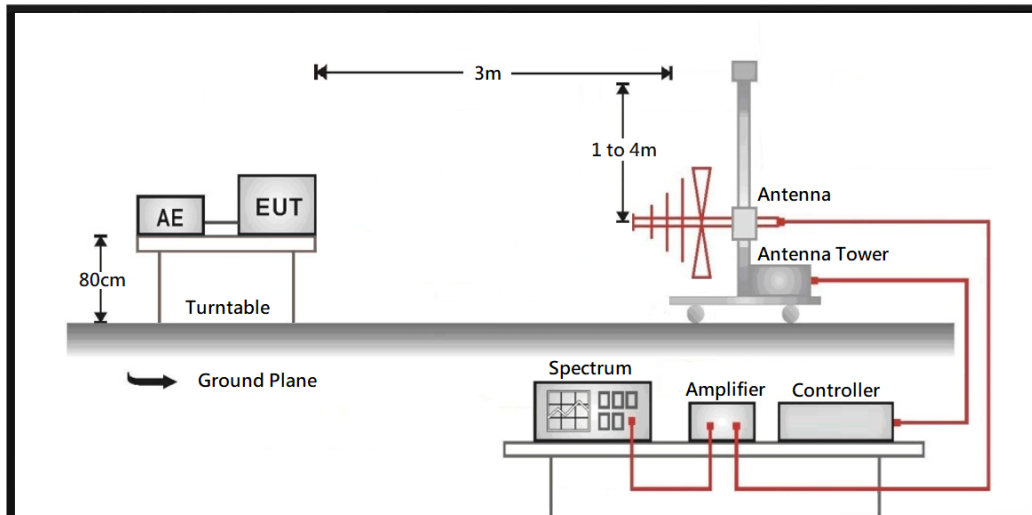 3m
1 to 4m
AE
EUT
Antenna
Antenna Tower
80cm
Turntable
Ground Plane
Spectrum
Amplifier
Controller